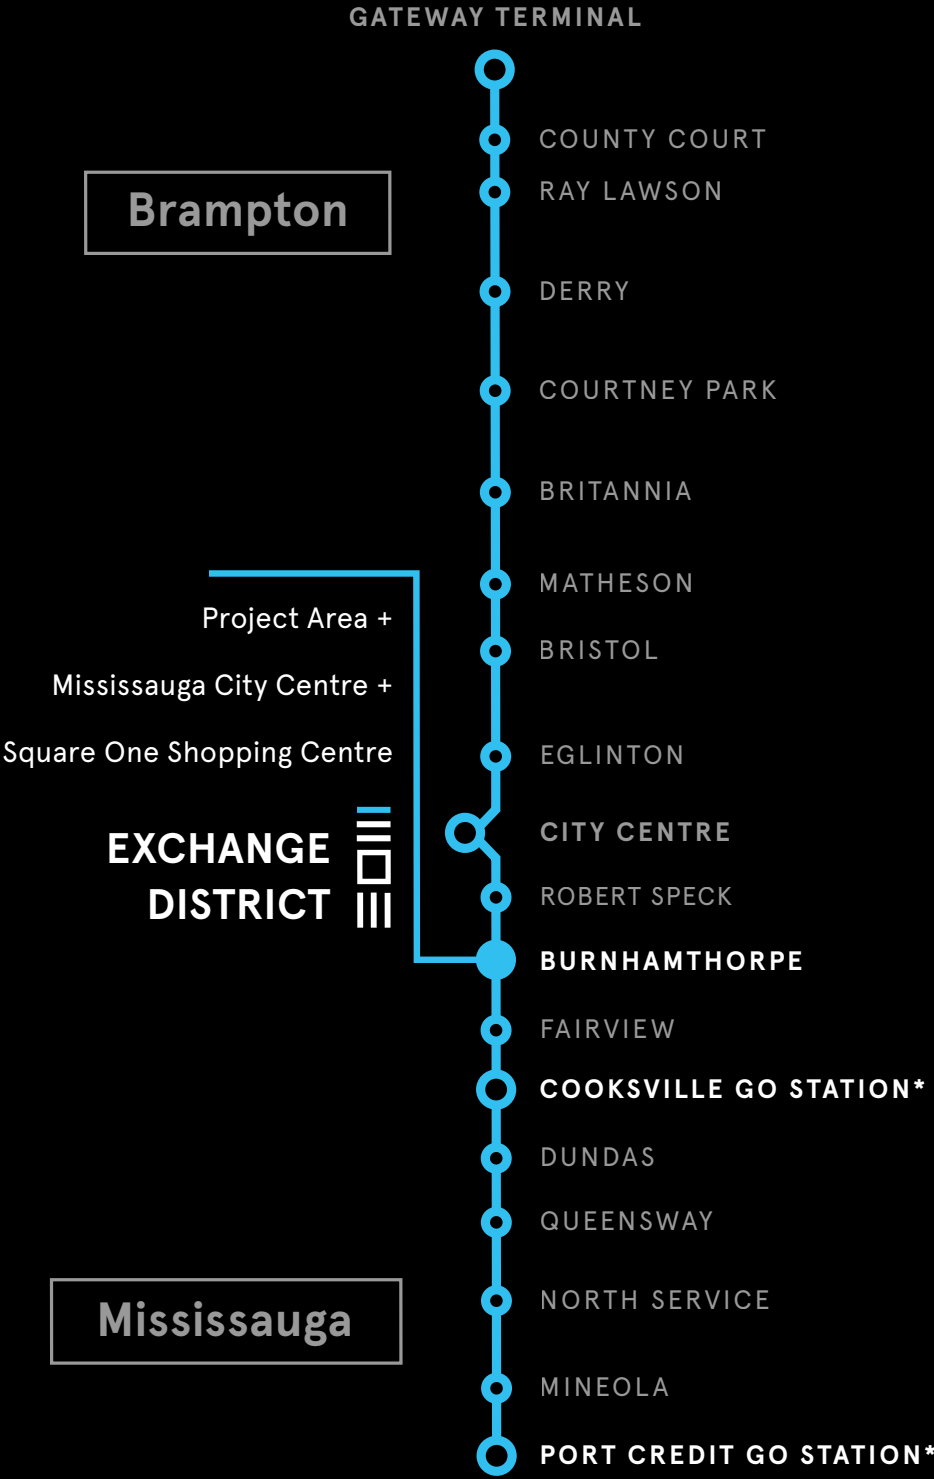 GATEWAY TERMINAL
COUNTY COURT
RAY LAWSON
Brampton
DERRY
COURTNEY PARK
BRITANNIA
MATHESON
Project Area +
BRISTOL
Mississauga City Centre +
Square One Shopping Centre
EGLINTON
CITY CENTRE
EXCHANGE
DISTRICT
ROBERT SPECK
BURNHAMTHORPE
FAIRVIEW
COOKSVILLE GO STATION*
DUNDAS
QUEENSWAY
NORTH SERVICE
Mississauga
MINEOLA
PORT CREDIT GO STATION*